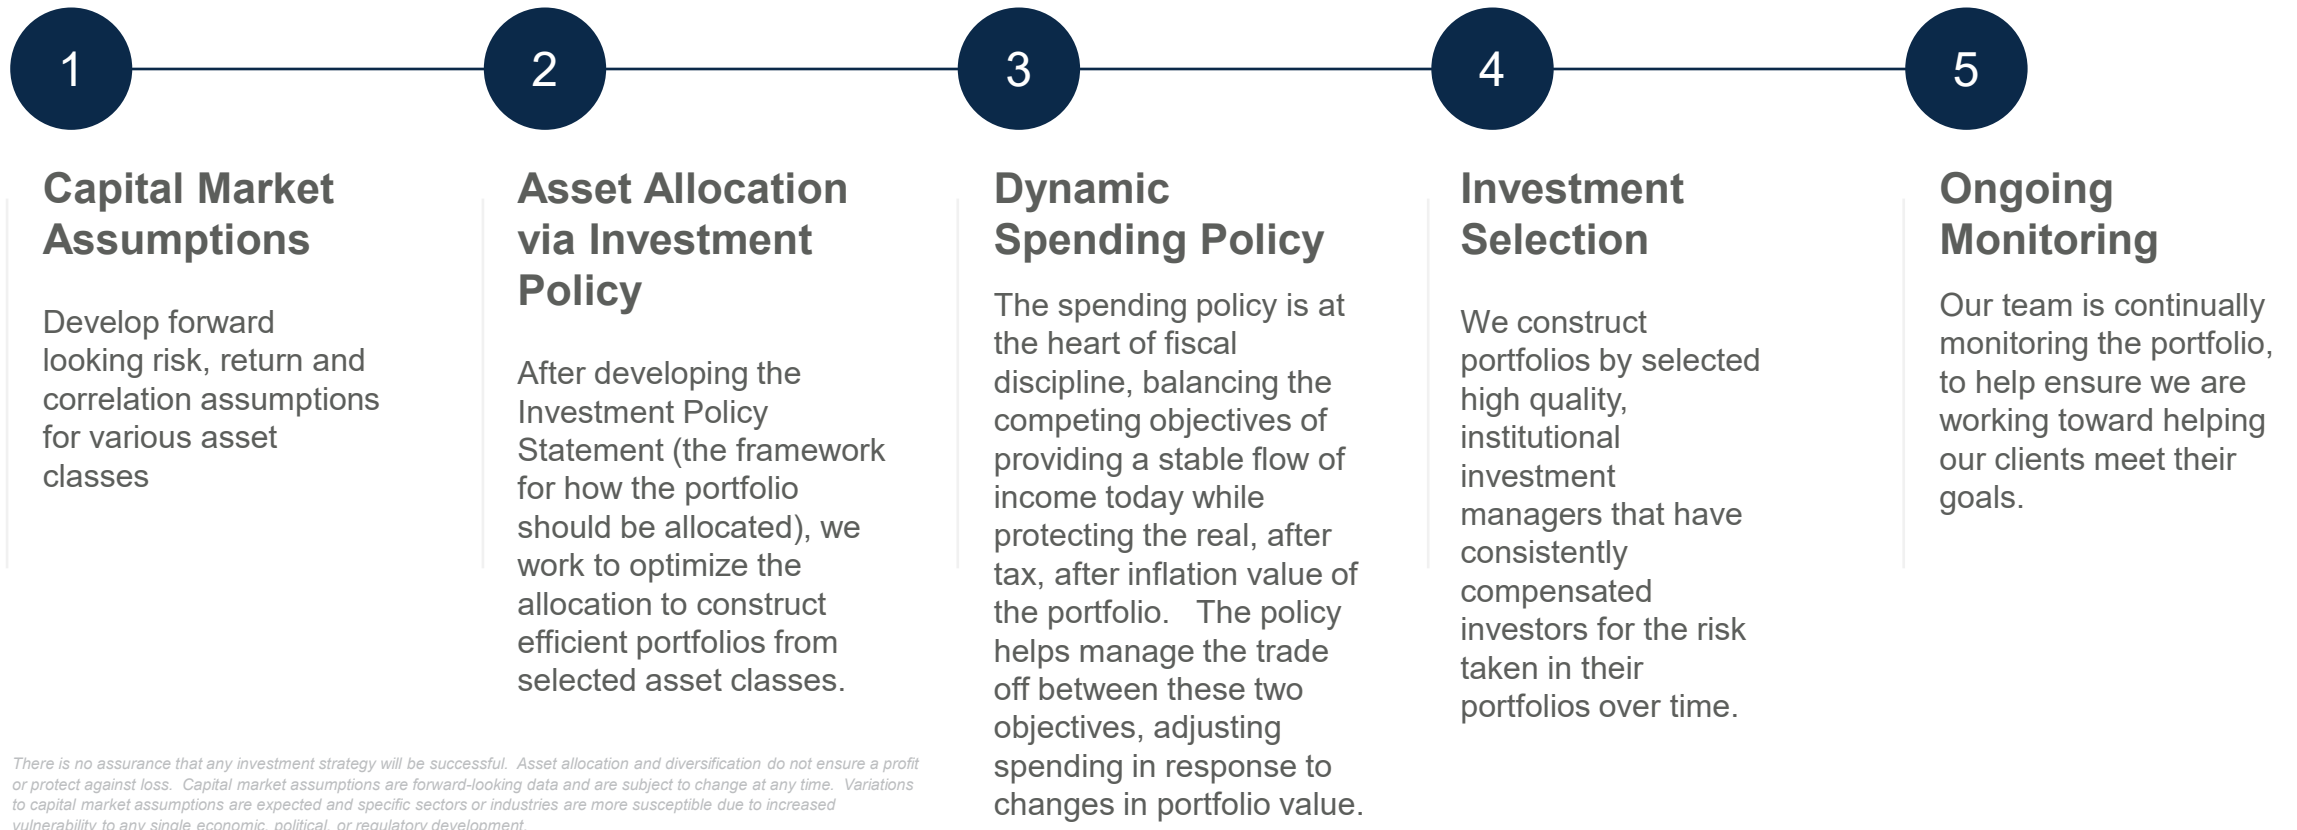 1
2
3
4
5
Capital Market
Assumptions
Develop forward
looking risk, return and
correlation assumptions
for various asset
classes
Asset Allocation
via Investment
Policy
After developing the
Investment Policy
Statement (the framework
for how the portfolio
should be allocated), we
work to optimize the
allocation to construct
efficient portfolios from
selected asset classes.
Dynamic
Spending Policy
The spending policy is at
the heart of fiscal
discipline, balancing the
competing objectives of
providing a stable flow of
income today while
protecting the real, after
tax, after inflation value of
the portfolio.   The policy
helps manage the trade
off between these two
objectives, adjusting
spending in response to
changes in portfolio value.
Investment
Selection
We construct
portfolios by selected
high quality,
institutional
investment
managers that have
consistently
compensated
investors for the risk
taken in their
portfolios over time.
Ongoing
Monitoring
Our team is continually
monitoring the portfolio,
to help ensure we are
working toward helping
our clients meet their
goals.
There is no assurance that any investment strategy will be successful.  Asset allocation and diversification do not ensure a profit
or protect against loss.  Capital market assumptions are forward-looking data and are subject to change at any time.  Variations
to capital market assumptions are expected and specific sectors or industries are more susceptible due to increased
vulnerability to any single economic, political, or regulatory development.